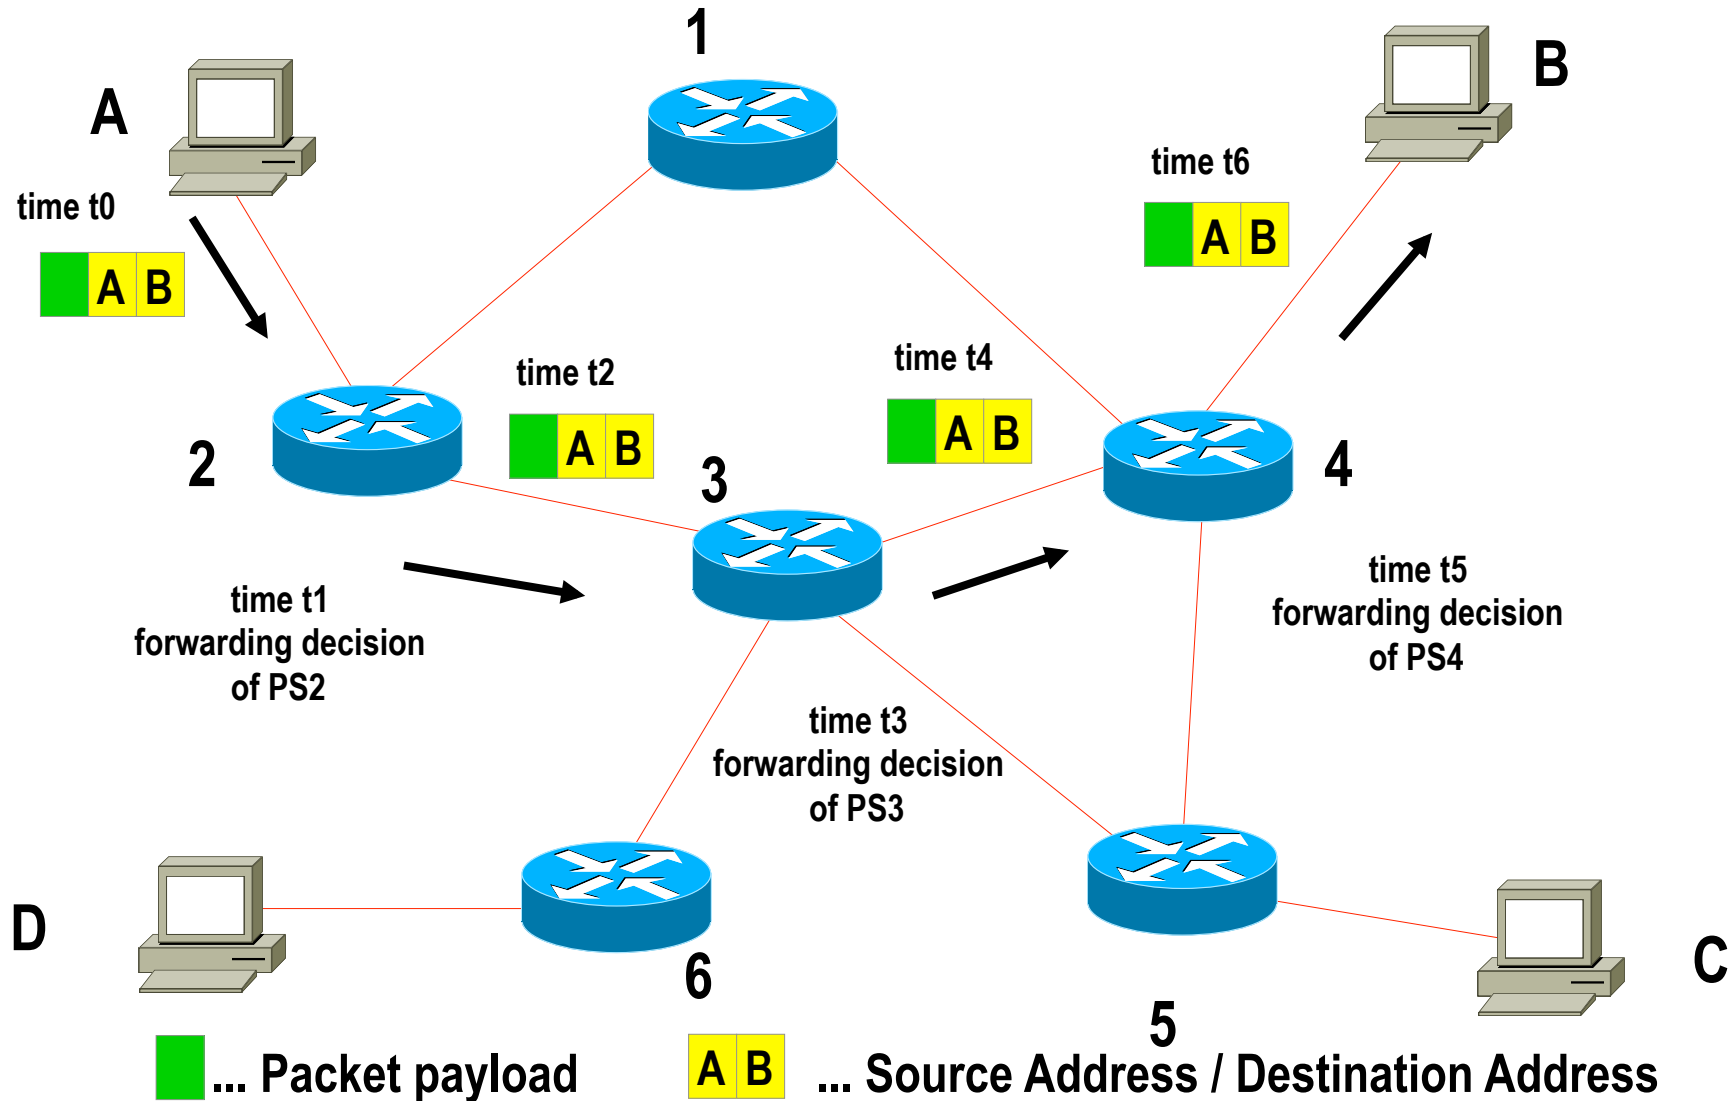 1
B
A
time t6
A B
time t0
A B
time t2
A B
time t4
A B
2
3
4
time t1
forwarding decision
of PS2
time t5
forwarding decision
of PS4
time t3
forwarding decision
of PS3
D
6
C
5
... Packet payload
A B ... Source Address / Destination Address